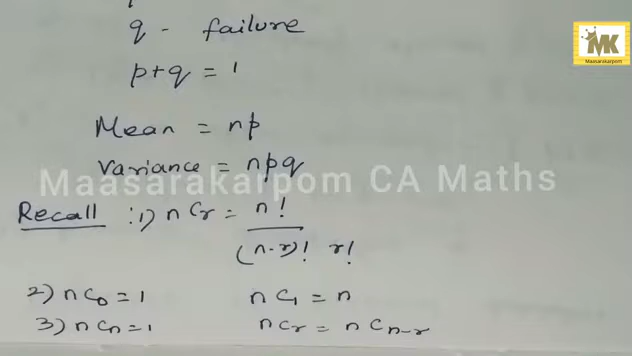 q - failure
p+q = 1
MK
Maasarakarpom
Mean = np
Variance = npq
Maasarakarpom CA Maths
Recall :1) nCr = n! / (n-r)! r!
2) nC0 = 1 nC1 = n
3) nCn = 1 nCr = nCn-r